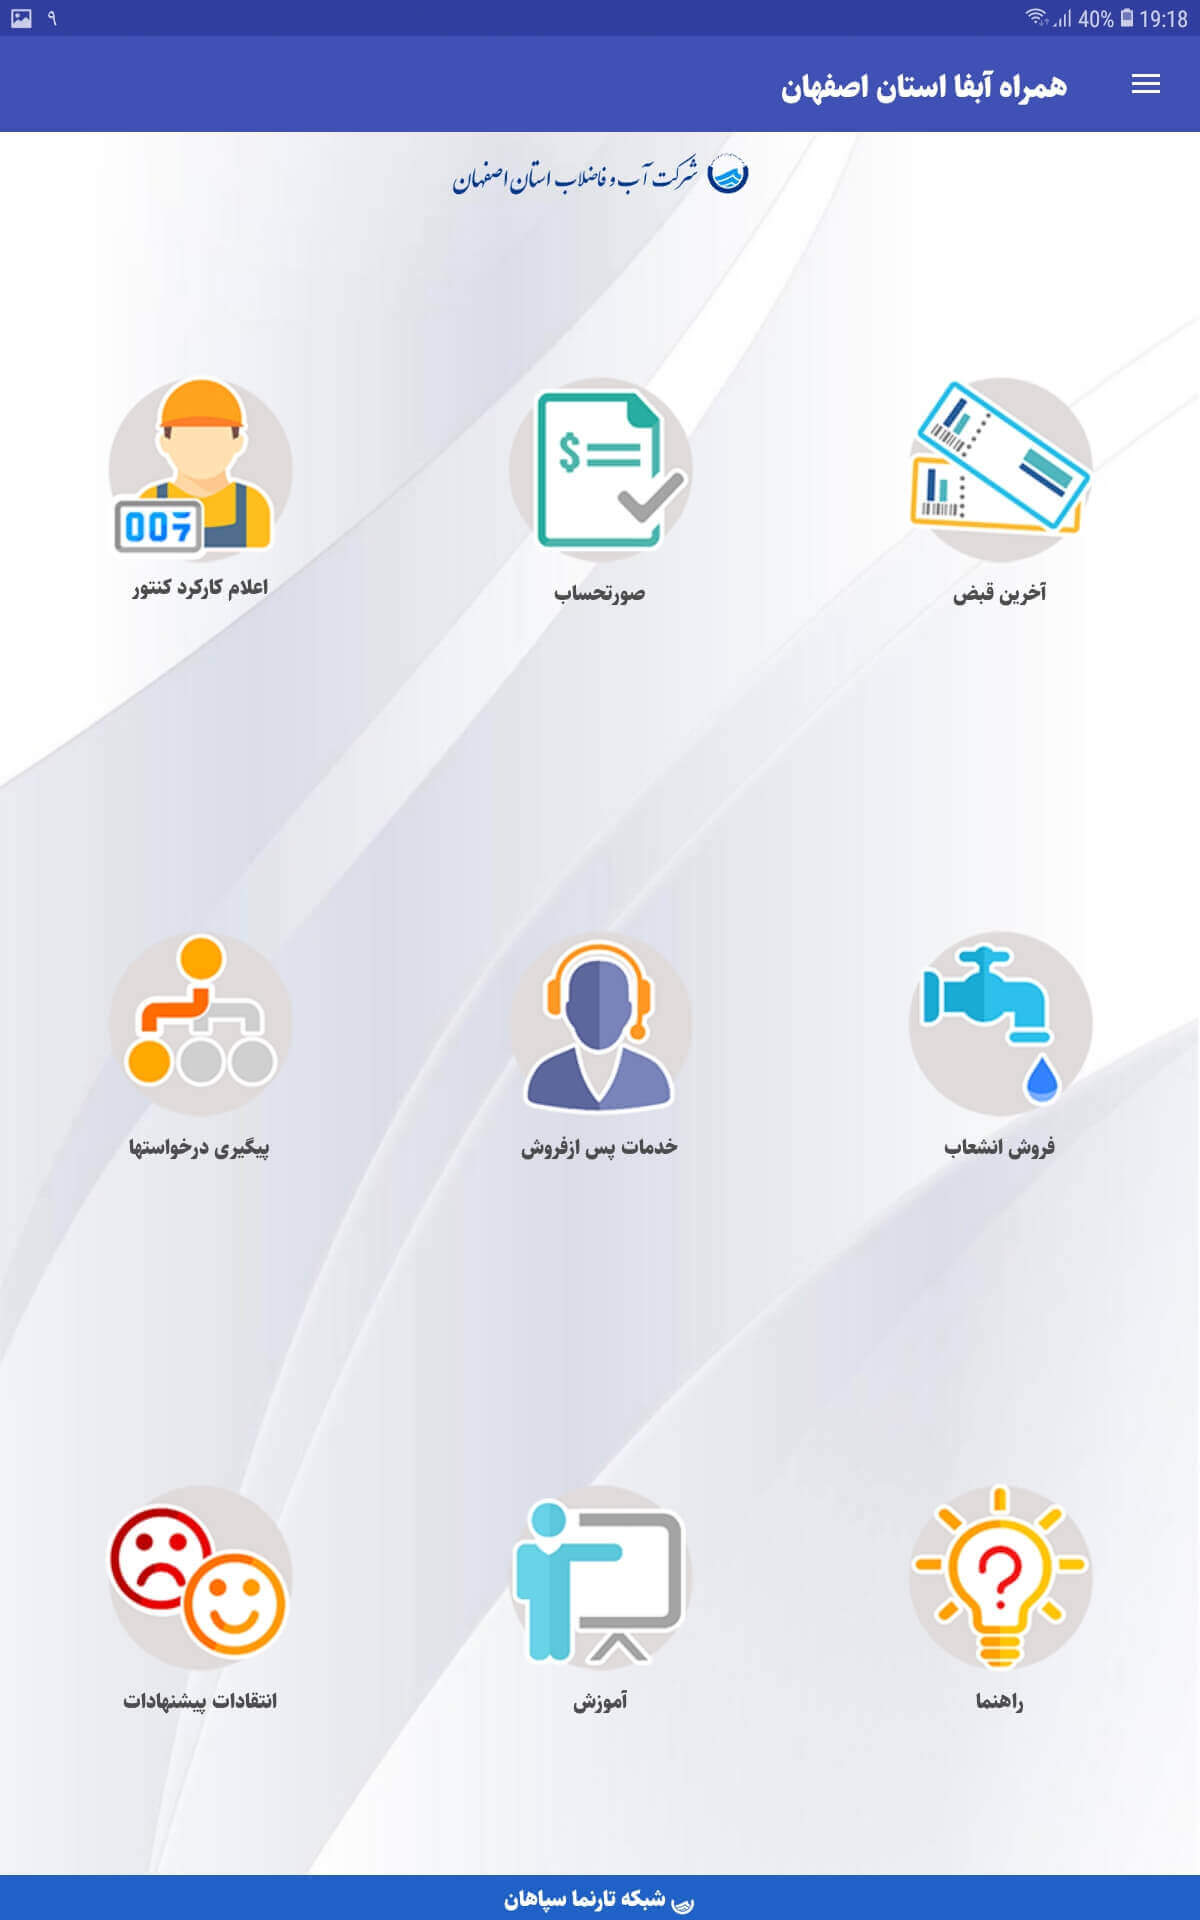 ۹ 40% 19:18
همراه آبفا استان اصفهان
شرکت آب و فاضلاب استان اصفهان
آخرین قبض
صورتحساب
$
اعلام کارکرد کنتور
007
فروش انشعاب
خدمات پس ازفروش
پیگیری درخواستها
راهنما
?
آموزش
انتقادات پیشنهادات
شبکه تارنما سپاهان